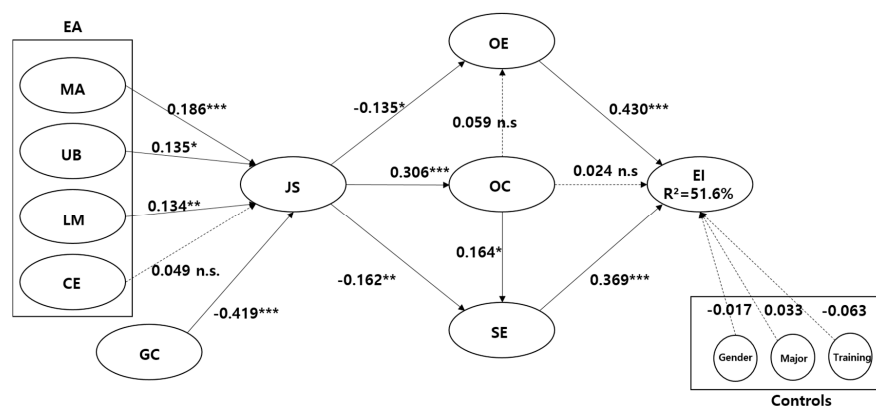 EA
MA
UB
LM
CE
GC
0.186***
0.135*
0.134**
0.049 n.s.
-0.419***
JS
-0.135*
0.306***
-0.162**
OE
0.059 n.s
OC
0.164*
SE
0.430***
0.024 n.s
0.369***
EI
R²=51.6%
-0.017 0.033 -0.063
Gender Major Training
Controls